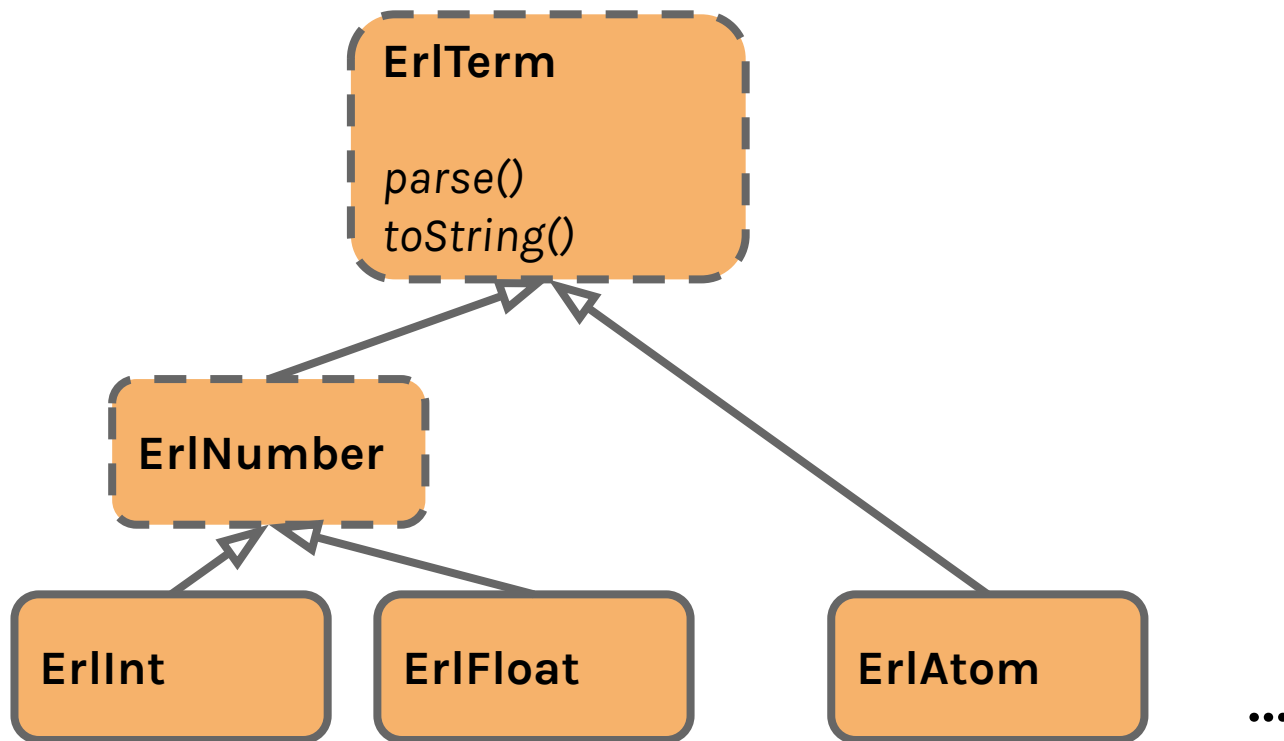 ErlTerm
parse()
toString()
ErlNumber
ErlInt
ErlFloat
ErlAtom
...